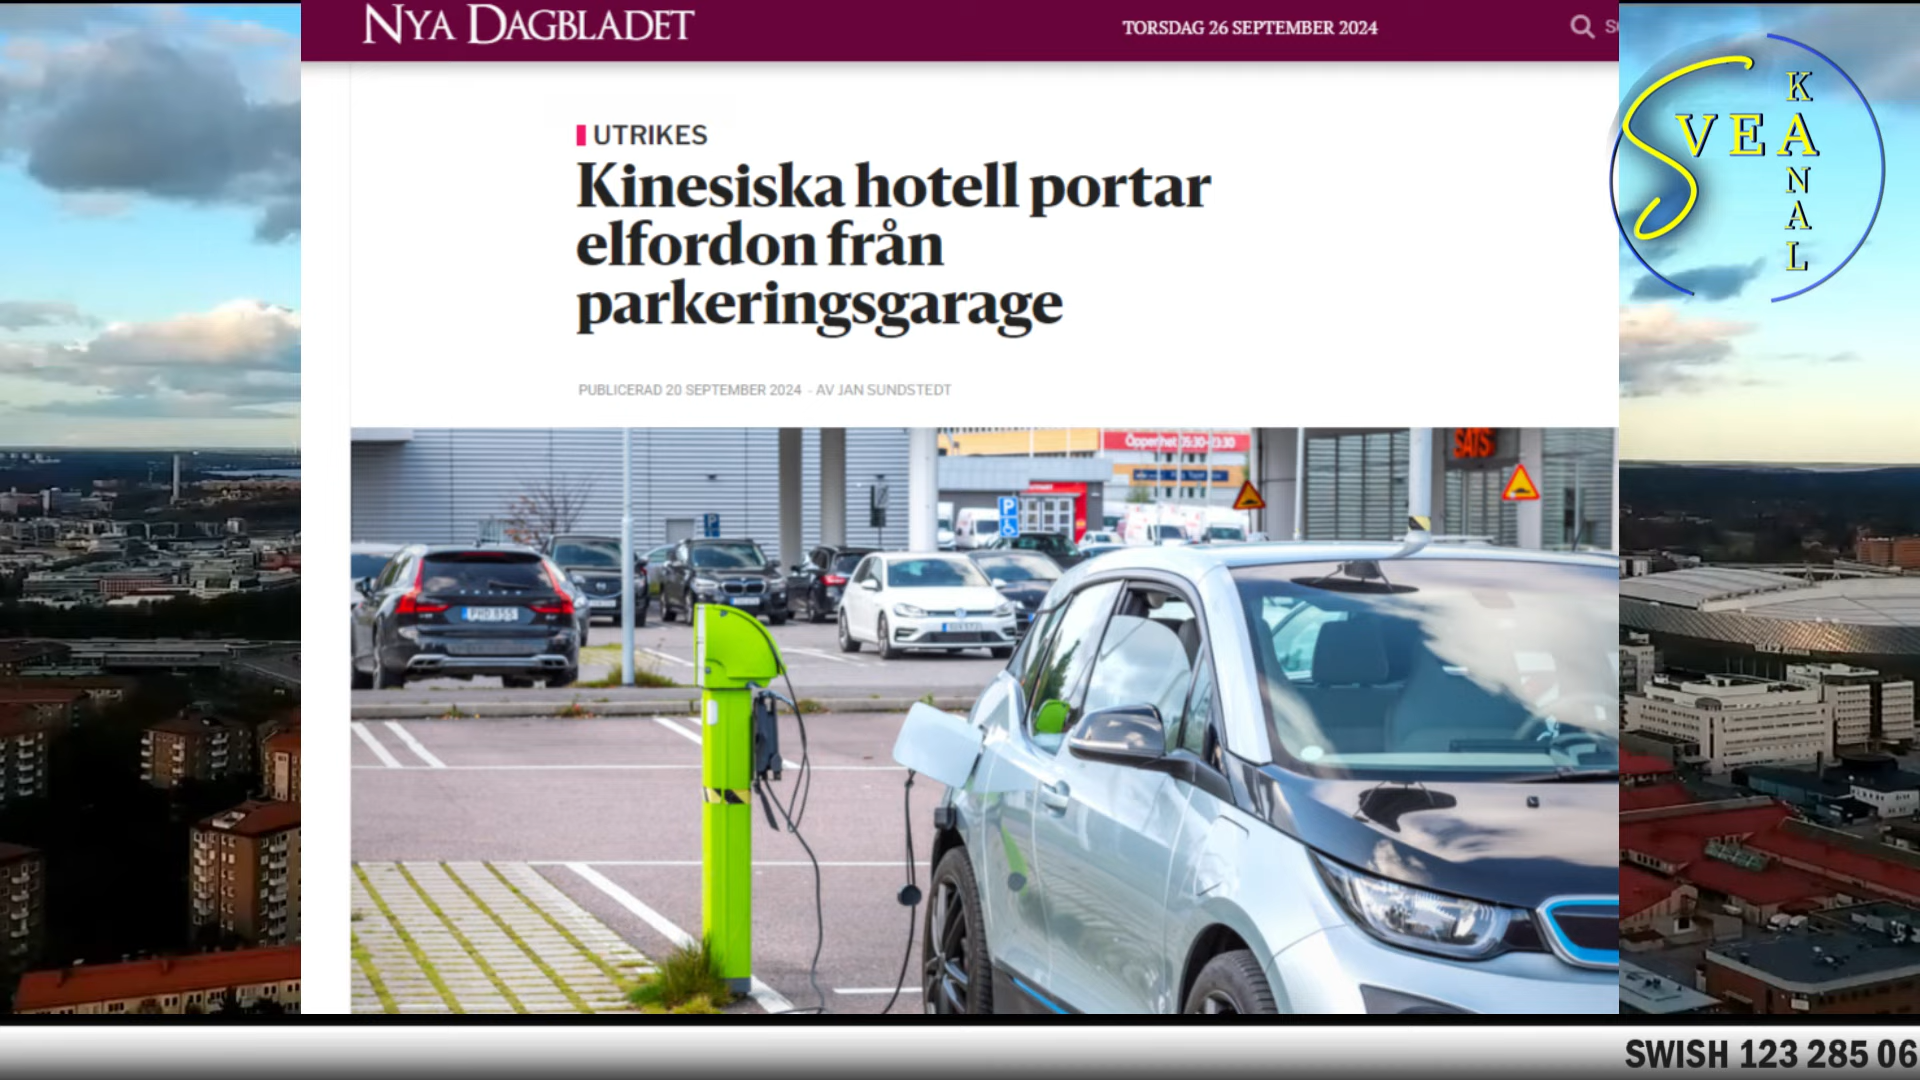 NYA DAGBLADET
TORSDAG 26 SEPTEMBER 2024
UTRIKES
Kinesiska hotell portar
elfordon från
parkeringsgarage
PUBLICERAD 20 SEPTEMBER 2024 - AV JAN SUNDSTEDT
SVEA
KANAL
SATS
P
P
SWISH 123 285 06